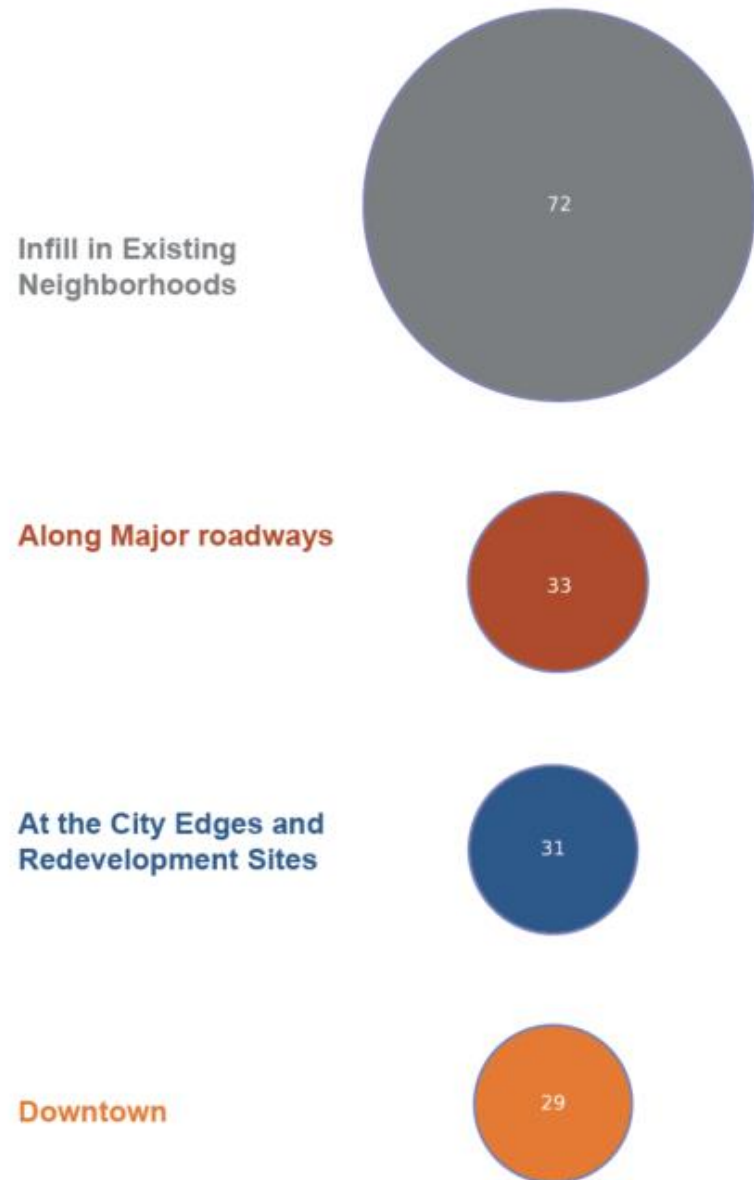 72
Infill in Existing
Neighborhoods
Along Major roadways
33
At the City Edges and
Redevelopment Sites
31
Downtown
29